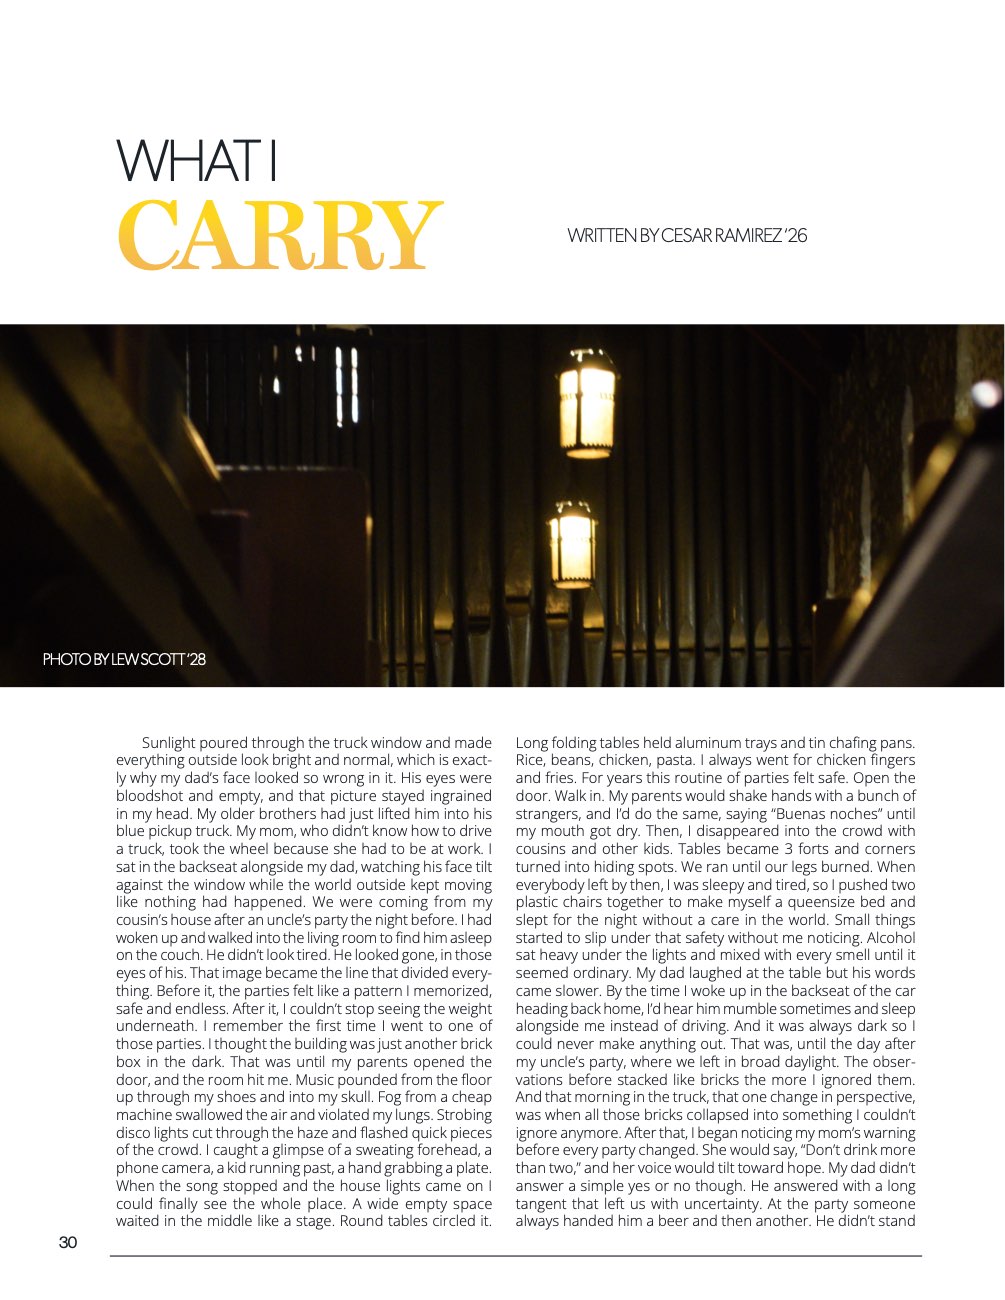 WHAT I
CARRY
WRITTEN BY CESAR RAMIREZ ‘26
PHOTO BY LEW SCOTT ‘28
Sunlight poured through the truck window and made
everything outside look bright and normal, which is exact-
ly why my dad’s face looked so wrong in it. His eyes were
bloodshot and empty, and that picture stayed ingrained
in my head. My older brothers had just lifted him into his
blue pickup truck. My mom, who didn’t know how to drive
a truck, took the wheel because she had to be at work. I
sat in the backseat alongside my dad, watching his face tilt
against the window while the world outside kept moving
like nothing had happened. We were coming from my
cousin’s house after an uncle’s party the night before. I had
woken up and walked into the living room to find him asleep
on the couch. He didn’t look tired. He looked gone, in those
eyes of his. That image became the line that divided every-
thing. Before it, the parties felt like a pattern I memorized,
safe and endless. After it, I couldn’t stop seeing the weight
underneath. I remember the first time I went to one of
those parties. I thought the building was just another brick
box in the dark. That was until my parents opened the
door, and the room hit me. Music pounded from the floor
up through my shoes and into my skull. Fog from a cheap
machine swallowed the air and violated my lungs. Strobing
disco lights cut through the haze and flashed quick pieces
of the crowd. I caught a glimpse of a sweating forehead, a
phone camera, a kid running past, a hand grabbing a plate.
When the song stopped and the house lights came on I
could finally see the whole place. A wide empty space
waited in the middle like a stage. Round tables circled it.
Long folding tables held aluminum trays and tin chafing pans.
Rice, beans, chicken, pasta. I always went for chicken fingers
and fries. For years this routine of parties felt safe. Open the
door. Walk in. My parents would shake hands with a bunch of
strangers, and I’d do the same, saying “Buenas noches” until
my mouth got dry. Then, I disappeared into the crowd with
cousins and other kids. Tables became 3 forts and corners
turned into hiding spots. We ran until our legs burned. When
everybody left by then, I was sleepy and tired, so I pushed two
plastic chairs together to make myself a queensize bed and
slept for the night without a care in the world. Small things
started to slip under that safety without me noticing. Alcohol
sat heavy under the lights and mixed with every smell until it
seemed ordinary. My dad laughed at the table but his words
came slower. By the time I woke up in the backseat of the car
heading back home, I’d hear him mumble sometimes and sleep
alongside me instead of driving. And it was always dark so I
could never make anything out. That was, until the day after
my uncle’s party, where we left in broad daylight. The obser-
vations before stacked like bricks the more I ignored them.
And that morning in the truck, that one change in perspective,
was when all those bricks collapsed into something I couldn’t
ignore anymore. After that, I began noticing my mom’s warning
before every party changed. She would say, “Don’t drink more
than two,” and her voice would tilt toward hope. My dad didn’t
answer a simple yes or no though. He answered with a long
tangent that left us with uncertainty. At the party someone
always handed him a beer and then another. He didn’t stand
30